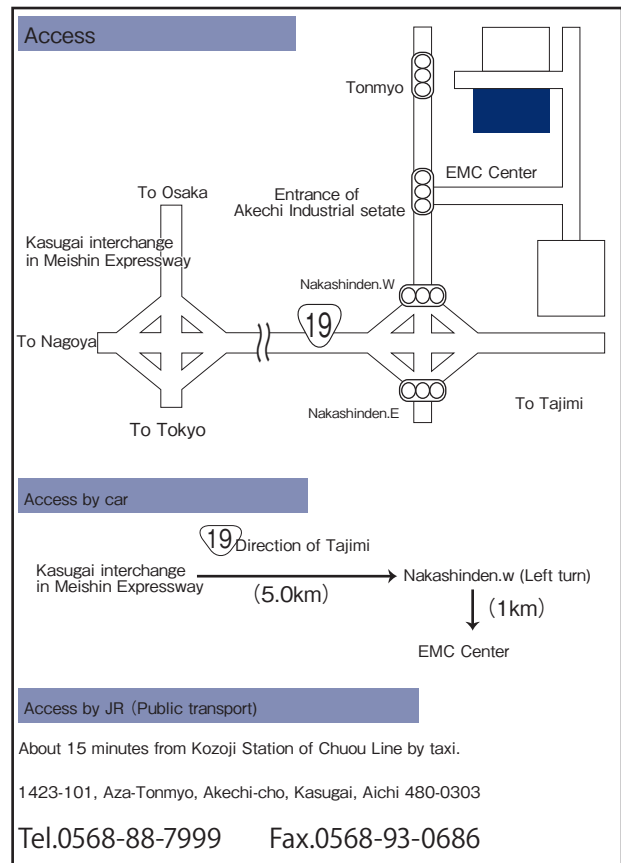 Access
Tonmyo
EMC Center
To Osaka
Entrance of
Akechi Industrial setate
Kasugai interchange
in Meishin Expressway
Nakashinden.W
19
To Nagoya
To Tajimi
Nakashinden.E
To Tokyo
Access by car
19 Direction of Tajimi
Kasugai interchange
in Meishin Expressway
(5.0km)
Nakashinden.w (Left turn)
(1km)
EMC Center
Access by JR (Public transport)
About 15 minutes from Kozoji Station of Chuou Line by taxi.
1423-101, Aza-Tonmyo, Akechi-cho, Kasugai, Aichi 480-0303
Tel.0568-88-7999 Fax.0568-93-0686